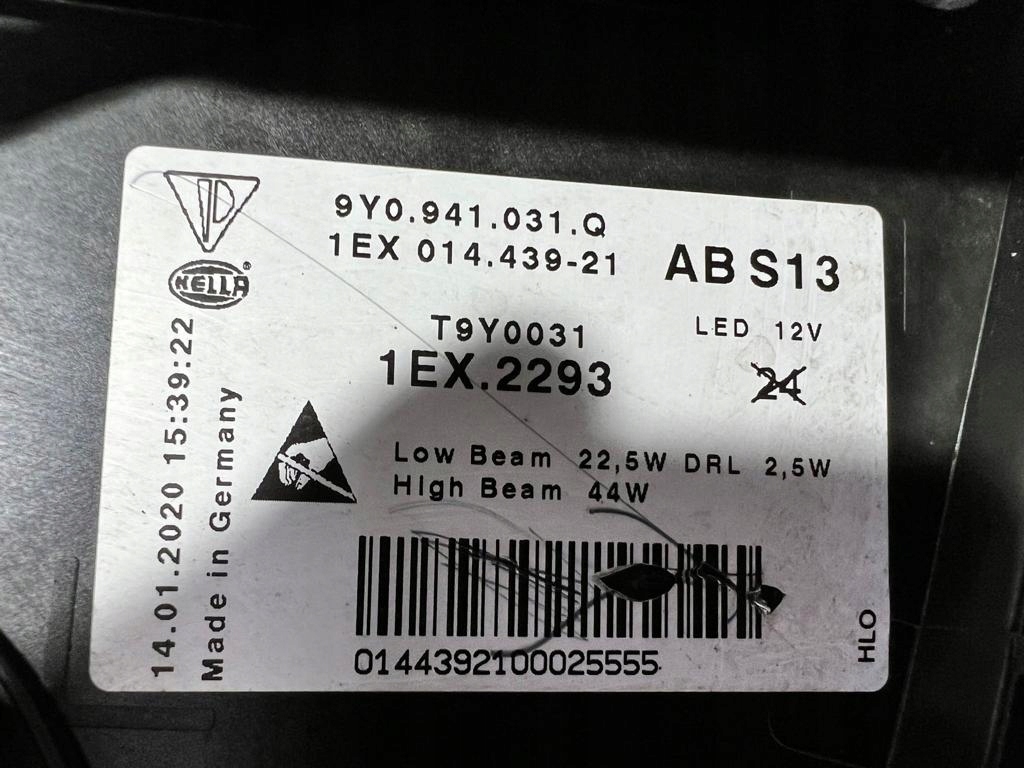 9Y0.941.031.Q
1EX 014.439-21
AB S13
HELLA
®
T9Y0031
LED 12V
1EX.2293
24
Low Beam 22,5W DRL 2,5W
HIgh Beam 44W
14.01.2020 15:39:22
Made in Germany
0144392100025555
HLO